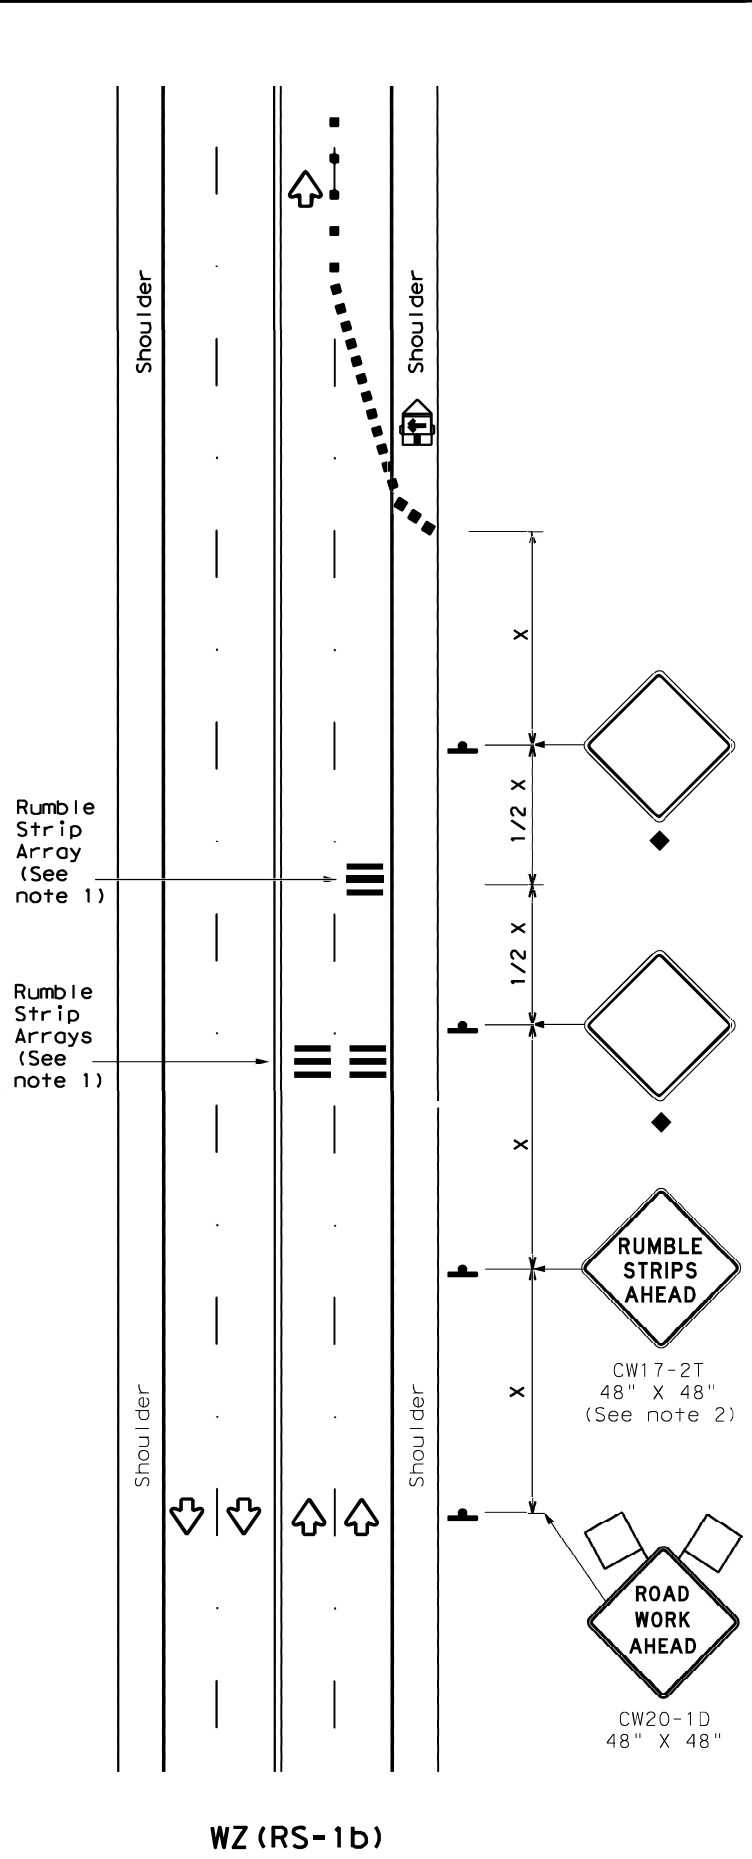 Shoulder
Shoulder
X
1/2 X
Rumble
Strip
Array
(See
note 1)
1/2 X
Rumble
Strip
Arrays
(See
note 1)
X
RUMBLE
STRIPS
AHEAD
CW17-2T
48" X 48"
(See note 2)
X
Shoulder
Shoulder
ROAD
WORK
AHEAD
CW20-1D
48" X 48"
WZ(RS-1b)